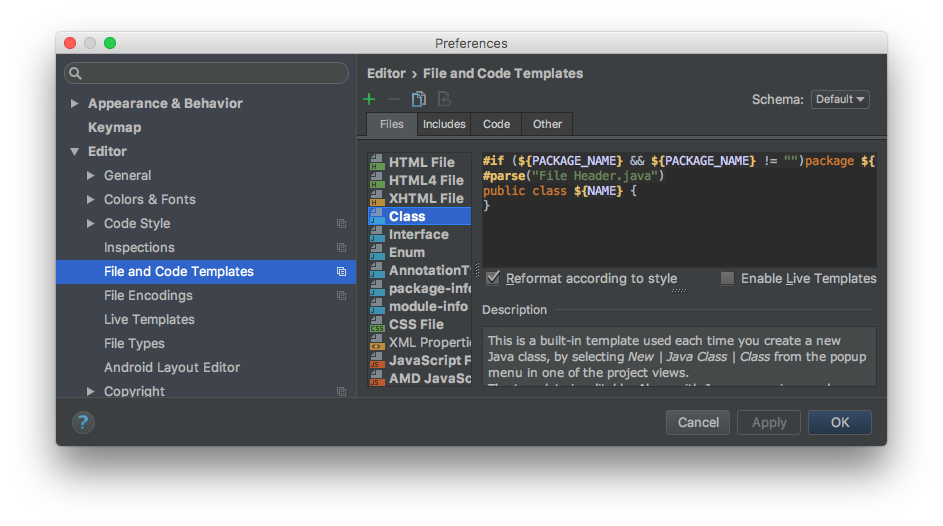 Preferences
Appearance & Behavior
Keymap
Editor
General
Colors & Fonts
Code Style
Inspections
File and Code Templates
File Encodings
Live Templates
File Types
Android Layout Editor
Copyright
Editor › File and Code Templates
Schema: Default
Files Includes Code Other
HTML File
HTML4 File
XHTML File
Class
Interface
Enum
AnnotationTy
package-info
module-info
CSS File
XML Properti
JavaScript F
AMD JavaSc
#if (${PACKAGE_NAME} && ${PACKAGE_NAME} != "")package ${
#parse("File Header.java")
public class ${NAME} {
}
Reformat according to style Enable Live Templates
Description
This is a built-in template used each time you create a new
Java class, by selecting New | Java Class | Class from the popup
menu in one of the project views.
? Cancel Apply OK